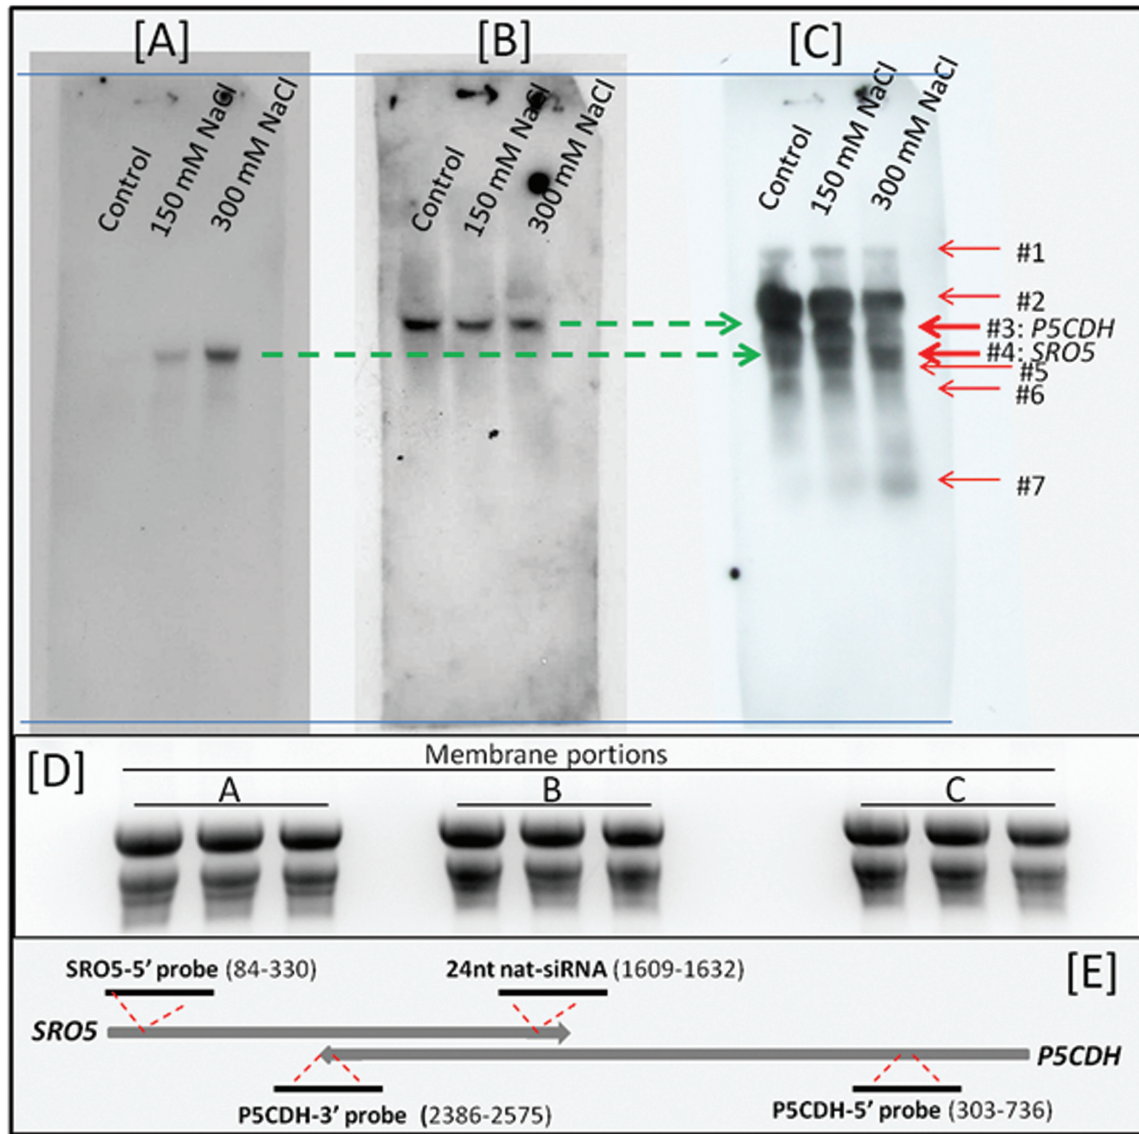 [A]
[B]
[C]
Control
150 mM NaCl
300 mM NaCl
Control
150 mM NaCl
300 mM NaCl
Control
150 mM NaCl
300 mM NaCl
#1
#2
#3: P5CDH
#4: SRO5
#5
#6
#7
[D]
Membrane portions
A
B
C
SRO5-5’ probe (84-330)
24nt nat-siRNA (1609-1632)
[E]
SRO5
P5CDH
P5CDH-3’ probe (2386-2575)
P5CDH-5’ probe (303-736)